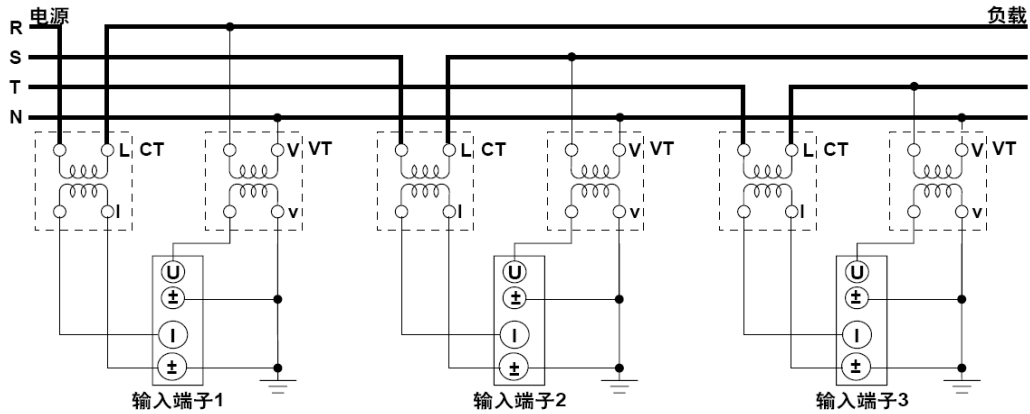 电源 负载
R
S
T
N
L CT V VT L CT V VT L CT V VT
l v l v l v
U U U
± ± ±
I I I
± ± ±
输入端子1 输入端子2 输入端子3